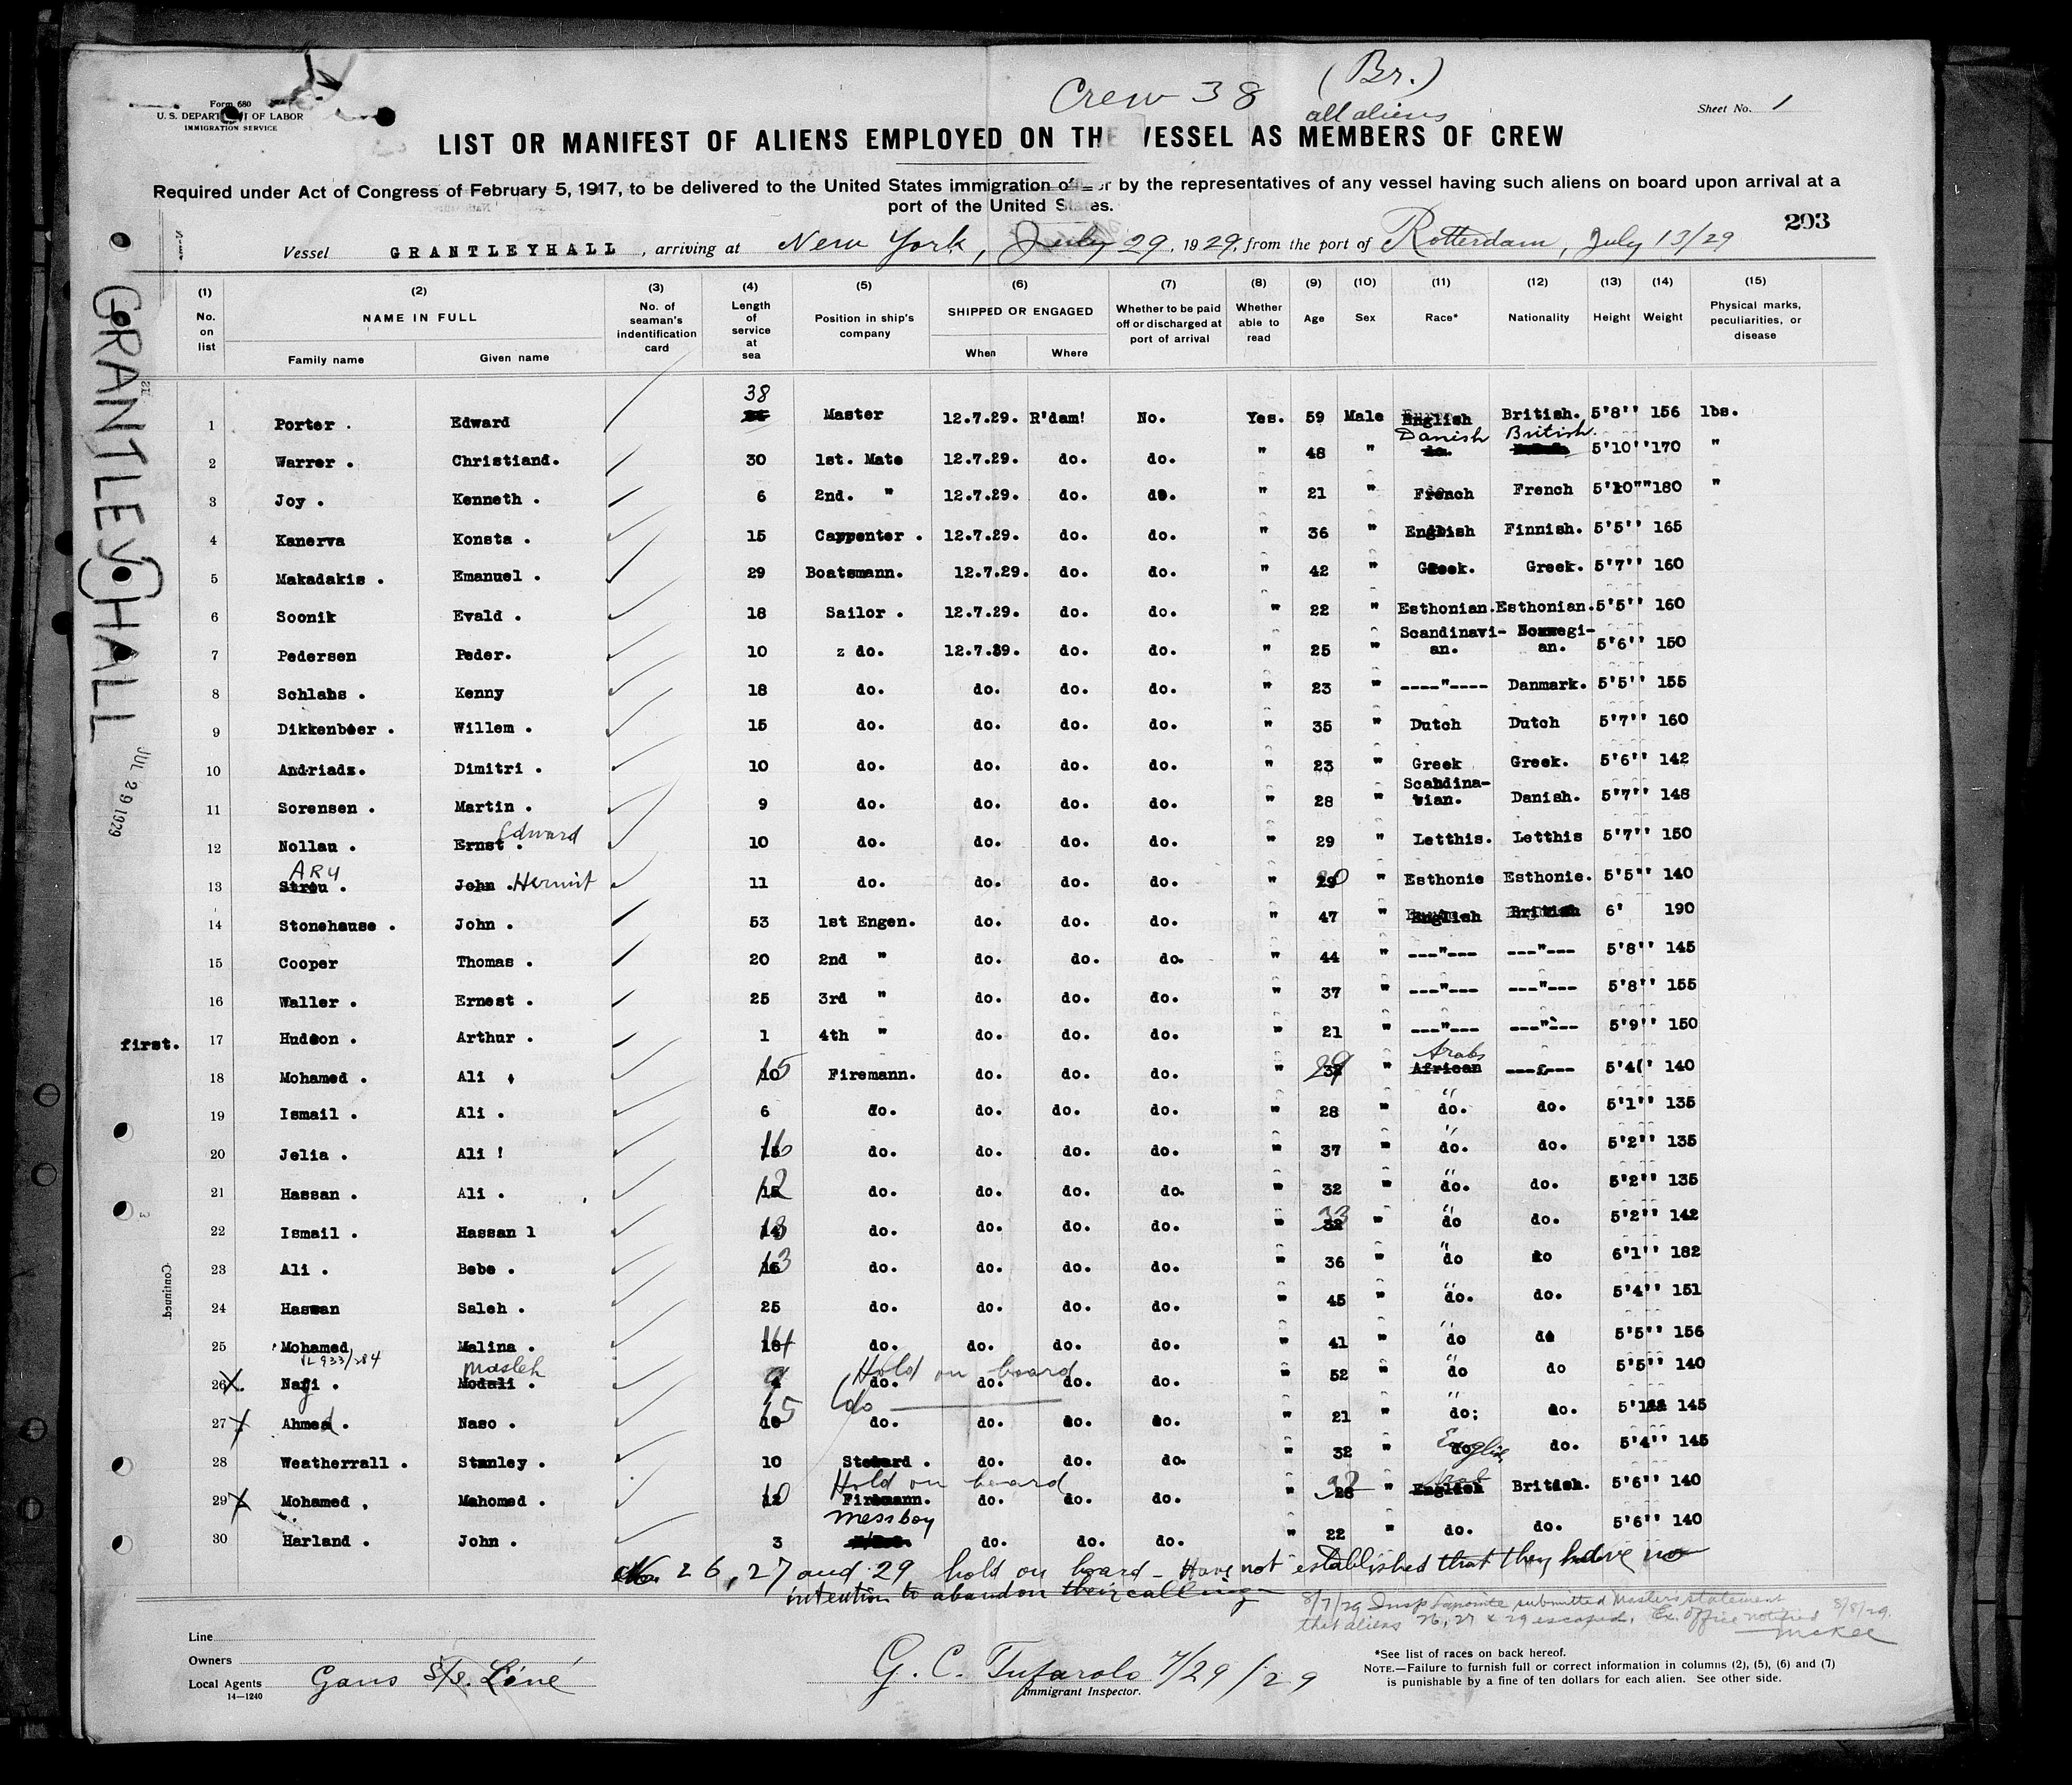 Crew 38 (Br.)
all aliens
Form 680
U. S. DEPARTMENT OF LABOR
IMMIGRATION SERVICE
Sheet No. 1
LIST OR MANIFEST OF ALIENS EMPLOYED ON THE VESSEL AS MEMBERS OF CREW
Required under Act of Congress of February 5, 1917, to be delivered to the United States immigration officer by the representatives of any vessel having such aliens on board upon arrival at a
port of the United States.
293
Vessel GRANTLEYHALL, arriving at New York, July 29, 1929, from the port of Rotterdam, July 13/29
GRANTLEY HALL
JUL 29 1929
(1) No. on list
(2) NAME IN FULL
Family name Given name
(3) No. of seaman's indentification card
(4) Length of service at sea
(5) Position in ship's company
(6) SHIPPED OR ENGAGED
When Where
(7) Whether to be paid off or discharged at port of arrival
(8) Whether able to read
(9) Age
(10) Sex
(11) Race*
(12) Nationality
(13) Height
(14) Weight
(15) Physical marks, peculiarities, or disease
1 Porter . Edward 38 Master 12.7.29. R'dam! No. Yes. 59 Male English British. 5'8'' 156 lbs.
2 Warrer . Christiand. 30 1st. Mate 12.7.29. do. do. " 48 " Danish British. 5'10'' 170 "
3 Joy . Kenneth . 6 2nd. " 12.7.29. do. do. " 21 " French French 5'10"" 180 "
4 Kanerva Konsta . 15 Carpenter . 12.7.29. do. do. " 36 " English Finnish. 5'5'' 165
5 Makadakis . Emanuel . 29 Boatsmann. 12.7.29. do. do. " 42 " Greek. Greek. 5'7'' 160
6 Soonik Evald . 18 Sailor . 12.7.29. do. do. " 22 " Esthonian. Esthonian. 5'5'' 160
7 Pedersen Peder. 10 z do. 12.7.29. do. do. " 25 " Scandinavi-an. Norwegi-an. 5'6'' 150
8 Schlahs . Kenny 18 do. do. do. do. " 23 " ----"---- Danmark. 5'5'' 155
9 Dikkenbeer . Willem . 15 do. do. do. do. " 35 " Dutch Dutch 5'7'' 160
10 Andriadz. Dimitri . 10 do. do. do. do. " 23 " Greek Greek. 5'6'' 142
11 Sorensen . Martin . 9 do. do. do. do. " 28 " Scandina-vian. Danish. 5'7'' 148
12 Nollau . Ernst . Edward 10 do. do. do. do. " 29 " Letthis. Letthis 5'7'' 150
13 ARU John . Hermit 11 do. do. do. do. " " Esthonie Esthonie. 5'5'' 140
14 Stonehause . John . 53 1st Engen. do. do. do. " 47 " English British 6' 190
15 Cooper Thomas . 20 2nd " do. do. do. " 44 " ---"--- ---"--- 5'8'' 145
16 Waller . Ernest . 25 3rd " do. do. do. " 37 " ---"--- ---"--- 5'8'' 155
first. 17 Hudson . Arthur . 1 4th " do. do. do. " 21 " ---"--- ---"--- 5'9'' 150
18 Mohamed . Ali 15 Firemann. do. do. do. " 29 " Arabs African 5'4'' 140
19 Ismail . Ali . 6 do. do. do. do. " 28 " " do. do. 5'1'' 135
20 Jelia . Ali ! 16 do. do. do. do. " 37 " " do. do. 5'2'' 135
21 Hassan . Ali . 12 do. do. do. do. " 32 " " do. do. 5'2'' 135
22 Ismail . Hassan l 18 do. do. do. do. " 33 " " do do. 5'2'' 142
23 Ali . Bebe . 13 do. do. do. do. " 36 " " do do 6'1'' 182
24 Hassan Saleh . 25 do. do. do. do. " 45 " " do. do. 5'4'' 151
25 Mohamed Malina . 14 do. do. do. do. " 41 " " do do 5'5'' 156
26 X. Naji . Masleh Modali . 9 do. Hold on board do. do. do. " 52 " " do do 5'5'' 140
27 X Ahmed . Naso . 15 do. do do. do. do. " 21 " " do; do. 145
28 Weatherrall . Stanley . 10 Steward . do. do. do. " 32 " English do. 5'4'' 145
29 X Mohamed . Mahomed . 10 Firemann. Hold on board do. do. do. " 32 " Arab English British. 5'6'' 140
30 Harland . John . 3 Messboy do. do. do. " 22 " do. do. 5'6'' 140
No. 26, 27 and 29 hold on board - Have not established that they have no
intention to abandon their calling
8/7/29 Insp Lapointe submitted Master's statement
that aliens 26, 27 & 29 escaped. Ex. Office notified 8/8/29.
McKee
Continued
Line
Owners
Local Agents Gans S/S. Line
14—1240
G. C. Tufarolo 7/29/29
Immigrant Inspector.
*See list of races on back hereof.
NOTE.—Failure to furnish full or correct information in columns (2), (5), (6) and (7)
is punishable by a fine of ten dollars for each alien. See other side.